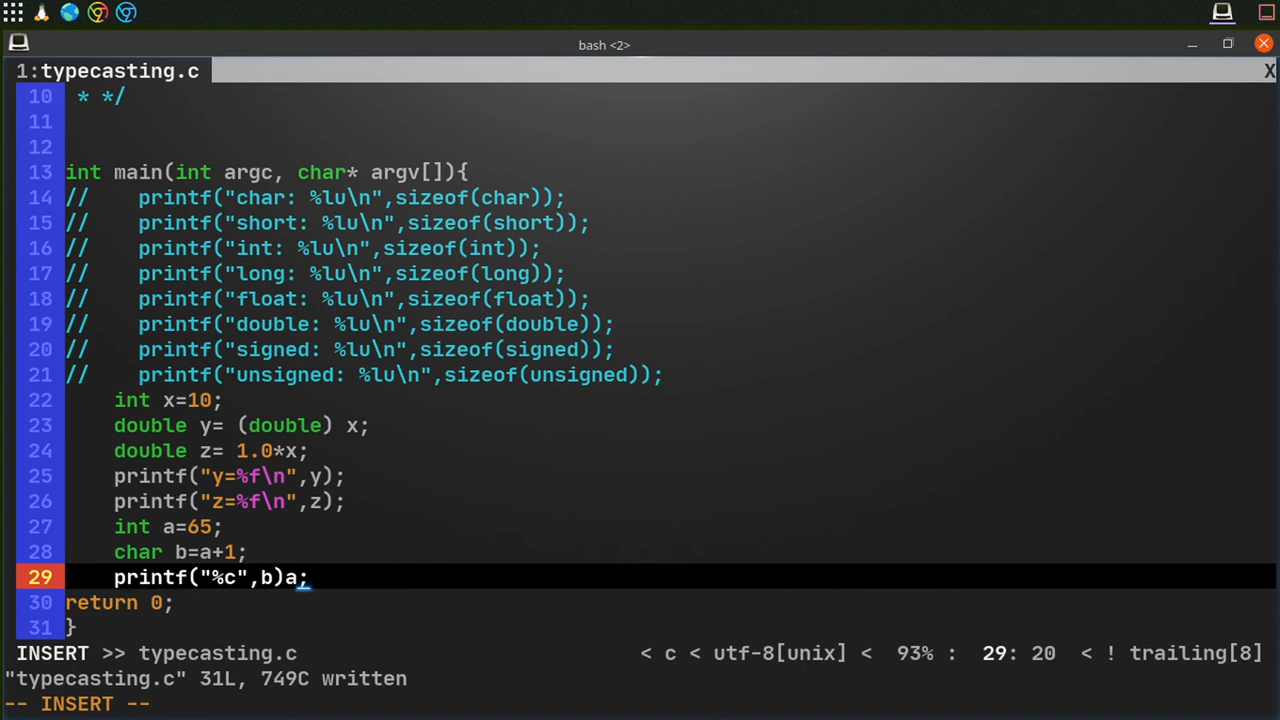 bash <2>
1:typecasting.c X
10 * */
11
12
13 int main(int argc, char* argv[]){
14 // printf("char: %lu\n",sizeof(char));
15 // printf("short: %lu\n",sizeof(short));
16 // printf("int: %lu\n",sizeof(int));
17 // printf("long: %lu\n",sizeof(long));
18 // printf("float: %lu\n",sizeof(float));
19 // printf("double: %lu\n",sizeof(double));
20 // printf("signed: %lu\n",sizeof(signed));
21 // printf("unsigned: %lu\n",sizeof(unsigned));
22 int x=10;
23 double y= (double) x;
24 double z= 1.0*x;
25 printf("y=%f\n",y);
26 printf("z=%f\n",z);
27 int a=65;
28 char b=a+1;
29 printf("%c",b)a;
30 return 0;
31 }
INSERT >> typecasting.c < c < utf-8[unix] < 93% : 29: 20 < ! trailing[8]
"typecasting.c" 31L, 749C written
-- INSERT --